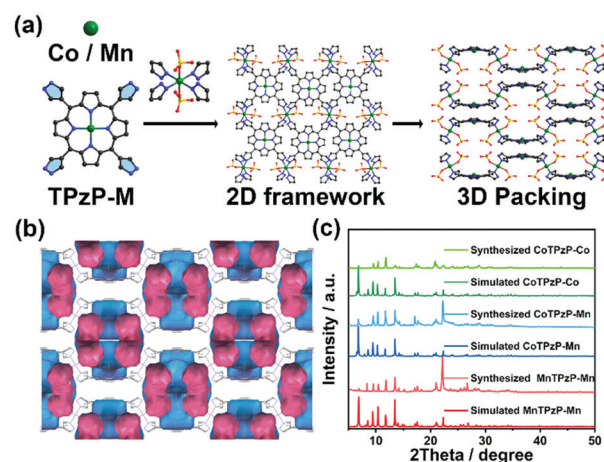 (a)
Co / Mn
TPzP-M
2D framework
3D Packing
(b)
(c)
Intensity / a.u.
Synthesized CoTPzP-Co
Simulated CoTPzP-Co
Synthesized CoTPzP-Mn
Simulated CoTPzP-Mn
Synthesized MnTPzP-Mn
Simulated MnTPzP-Mn
10 20 30 40 50
2Theta / degree